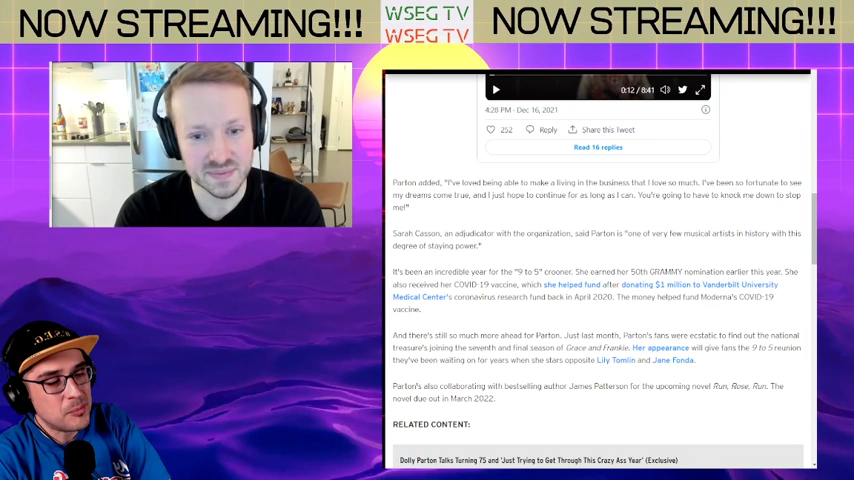 NOW STREAMING!!!
WSEG TV
WSEG TV
NOW STREAMING!!!
0:12 / 8:41
4:28 PM · Dec 16, 2021
252 Reply Share this Tweet
Read 16 replies
Parton added, "I've loved being able to make a living in the business that I love so much. I've been so fortunate to see
my dreams come true, and I just hope to continue for as long as I can. You're going to have to knock me down to stop
me!"
Sarah Casson, an adjudicator with the organization, said Parton is "one of very few musical artists in history with this
degree of staying power."
It's been an incredible year for the "9 to 5" crooner. She earned her 50th GRAMMY nomination earlier this year. She
also received her COVID-19 vaccine, which she helped fund after donating $1 million to Vanderbilt University
Medical Center's coronavirus research fund back in April 2020. The money helped fund Moderna's COVID-19
vaccine.
And there's still so much more ahead for Parton. Just last month, Parton's fans were ecstatic to find out the national
treasure's joining the seventh and final season of Grace and Frankie. Her appearance will give fans the 9 to 5 reunion
they've been waiting on for years when she stars opposite Lily Tomlin and Jane Fonda.
Parton's also collaborating with bestselling author James Patterson for the upcoming novel Run, Rose, Run. The
novel due out in March 2022.
RELATED CONTENT:
Dolly Parton Talks Turning 75 and 'Just Trying to Get Through This Crazy Ass Year' (Exclusive)
W.S.E.G.